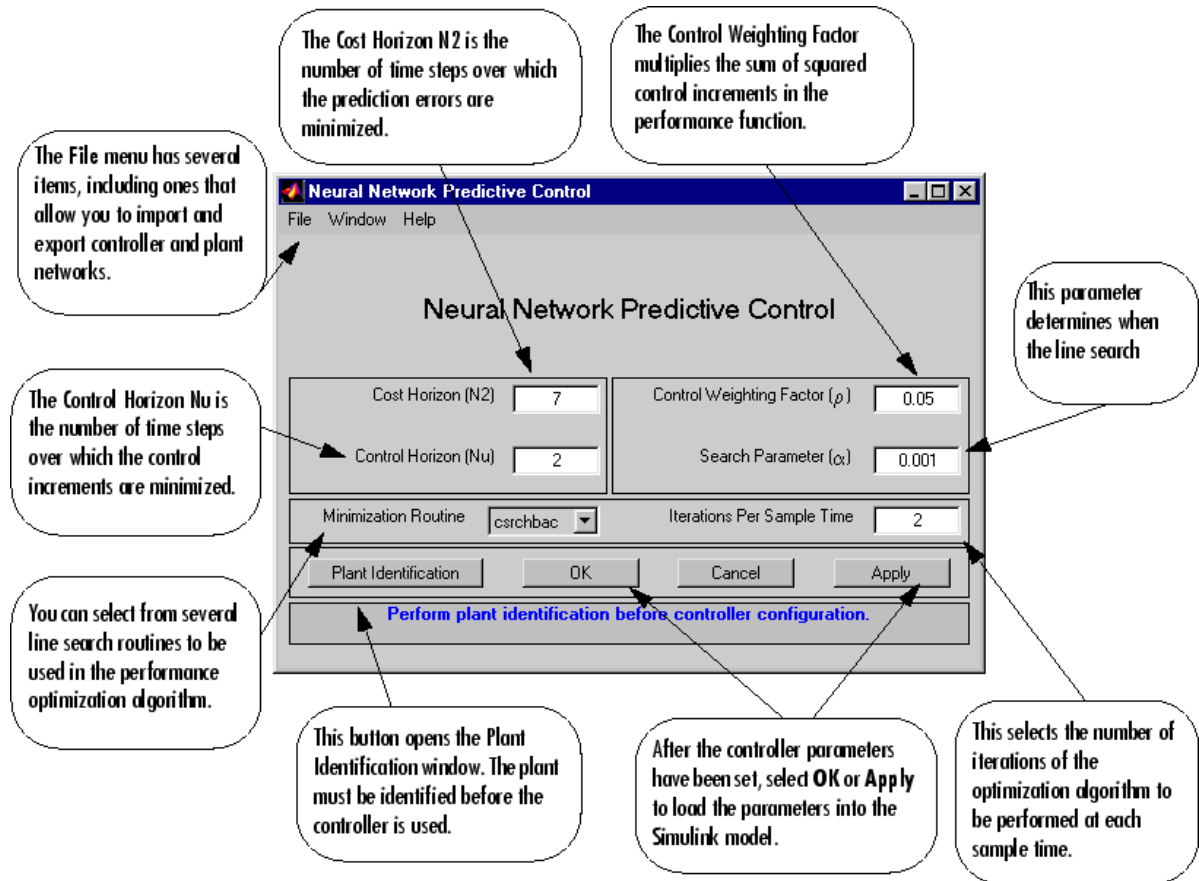 The Cost Horizon N2 is the
number of time steps over which
the prediction errors are
minimized.
The Control Weighting Factor
multiplies the sum of squared
control increments in the
performance function.
The File menu has several
items, including ones that
allow you to import and
export controller and plant
networks.
Neural Network Predictive Control
File Window Help
Neural Network Predictive Control
This parameter
determines when
the line search
The Control Horizon Nu is
the number of time steps
over which the control
increments are minimized.
Cost Horizon (N2) 7
Control Weighting Factor (ρ) 0.05
Control Horizon (Nu) 2
Search Parameter (α) 0.001
Minimization Routine csrchbac
Iterations Per Sample Time 2
Plant Identification OK Cancel Apply
Perform plant identification before controller configuration.
You can select from several
line search routines to be
used in the performance
optimization algorithm.
This button opens the Plant
Identification window. The plant
must be identified before the
controller is used.
After the controller parameters
have been set, select OK or Apply
to load the parameters into the
Simulink model.
This selects the number of
iterations of the
optimization algorithm to
be performed at each
sample time.